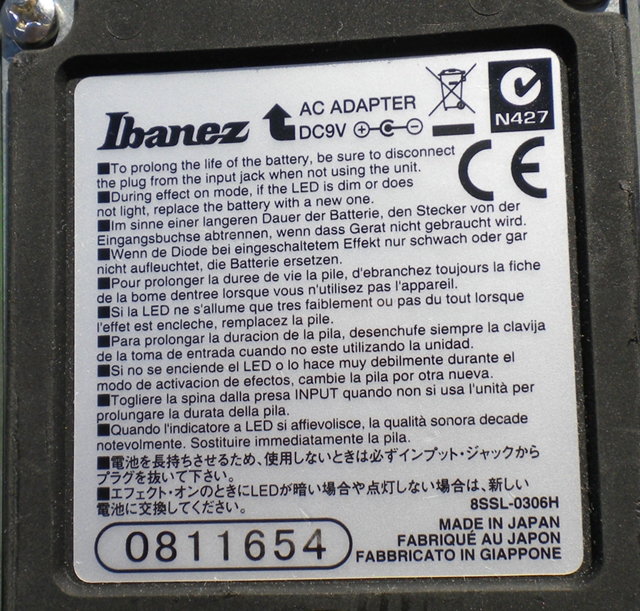 Ibanez
AC ADAPTER
DC9V
N427
CE
■To prolong the life of the battery, be sure to disconnect
the plug from the input jack when not using the unit.
■During effect on mode, if the LED is dim or does
not light, replace the battery with a new one.
■Im sinne einer langeren Dauer der Batterie, den Stecker von der
Eingangsbuchse abtrennen, wenn dass Gerat nicht gebraucht wird.
■Wenn de Diode bei eingeschaltetem Effekt nur schwach oder gar
nicht aufleuchtet, die Batterie ersetzen.
■Pour prolonger la duree de vie la pile, d'ebranchez toujours la fiche
de la bome dentree lorsque vous n'utilisez pas l'appareil.
■Si la LED ne s'allume que tres faiblement ou pas du tout lorsque
l'effet est encleche, remplacez la pile.
■Para prolongar la duracion de la pila, desenchufe siempre la clavija
de la toma de entrada cuando no este utilizando la unidad.
■Si no se enciende el LED o lo hace muy debilmente durante el
modo de activacion de efectos, cambie la pila por otra nueva.
■Togliere la spina dalla presa INPUT quando non si usa l'unità per
prolungare la durata della pila.
■Quando l'indicatore a LED si affievolisce, la qualità sonora decade
notevolmente. Sostituire immediatamente la pila.
■電池を長持ちさせるため、使用しないときは必ずインプット・ジャックから
プラグを抜いて下さい。
■エフェクト・オンのときにLEDが暗い場合や点灯しない場合は、新しい
電池に交換してください。
8SSL-0306H
0811654
MADE IN JAPAN
FABRIQUÉ AU JAPON
FABBRICATO IN GIAPPONE